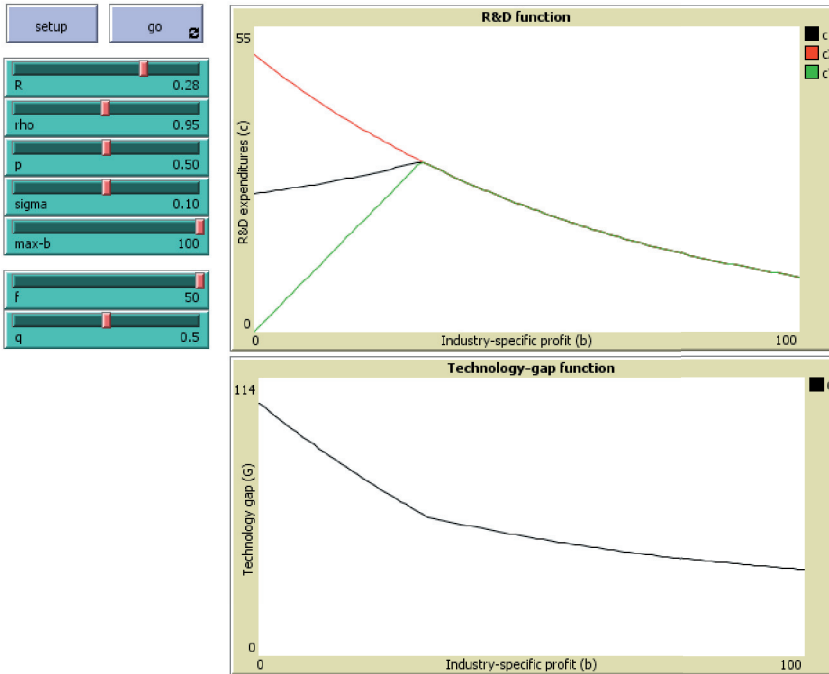 setup
go
R 0.28
rho 0.95
p 0.50
sigma 0.10
max-b 100
f 50
q 0.5
R&D function
55
R&D expenditures (c)
0
0
Industry-specific profit (b)
100
c
c
c
Technology-gap function
114
Technology gap (G)
0
0
Industry-specific profit (b)
100